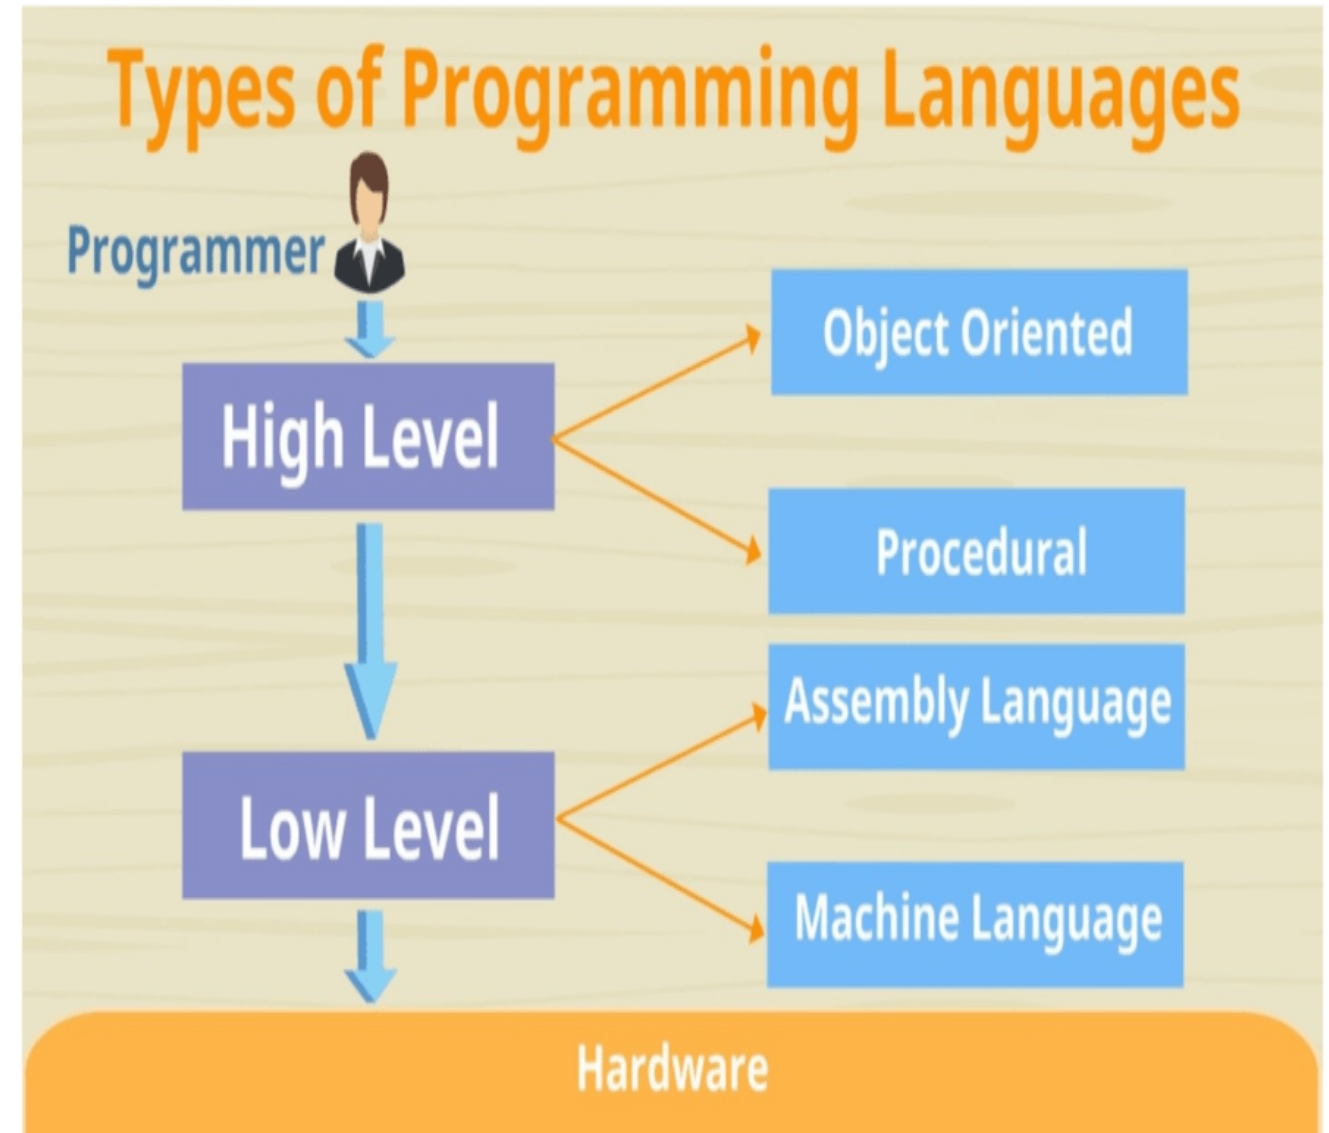 Types of Programming Languages
Programmer
Object Oriented
High Level
Procedural
Assembly Language
Low Level
Machine Language
Hardware